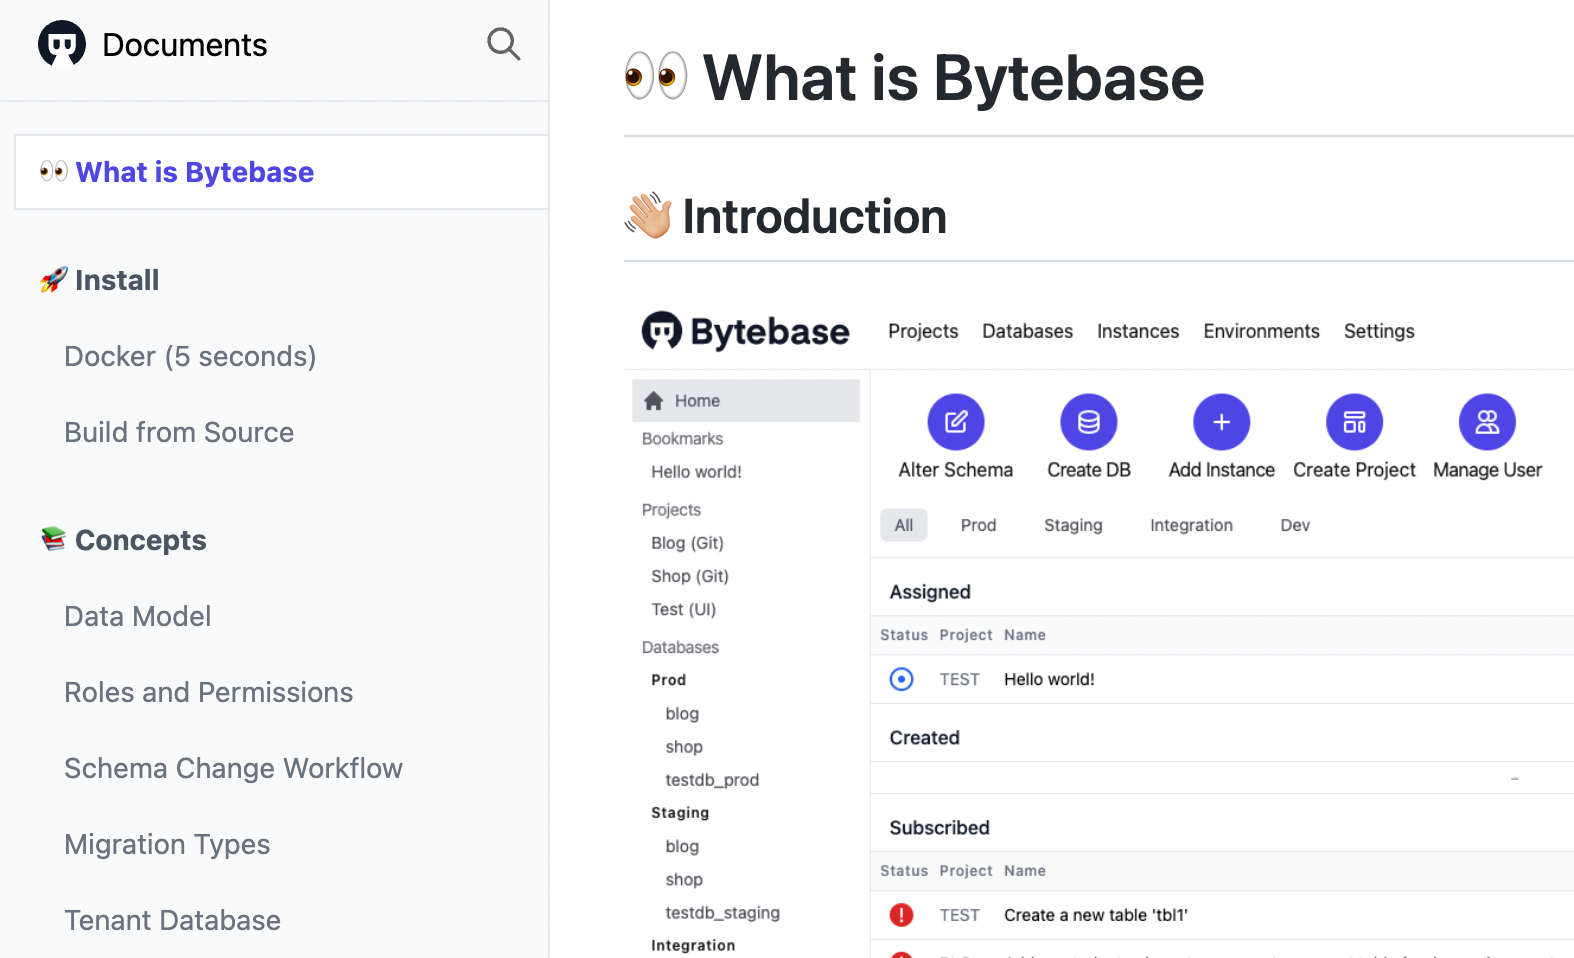 Documents
What is Bytebase
Install
Docker (5 seconds)
Build from Source
Concepts
Data Model
Roles and Permissions
Schema Change Workflow
Migration Types
Tenant Database
What is Bytebase
Introduction
Bytebase
Projects Databases Instances Environments Settings
Home
Bookmarks
Hello world!
Projects
Blog (Git)
Shop (Git)
Test (UI)
Databases
Prod
blog
shop
testdb_prod
Staging
blog
shop
testdb_staging
Integration
Alter Schema Create DB Add Instance Create Project Manage User
All Prod Staging Integration Dev
Assigned
Status Project Name
TEST Hello world!
Created
–
Subscribed
Status Project Name
TEST Create a new table 'tbl1'